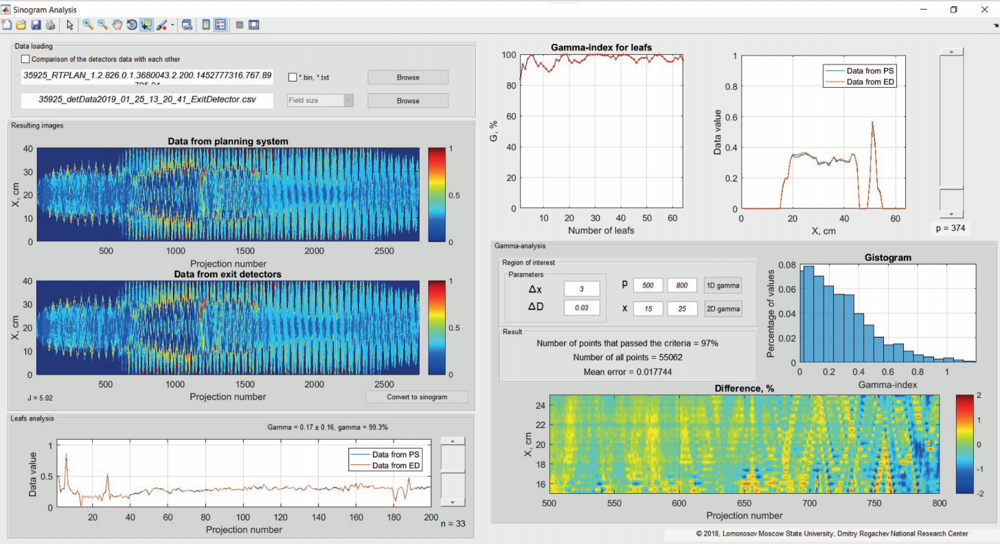 Sinogram Analysis
Data loading
Comparison of the detectors data with each other
35925_RTPLAN_1.2.826.0.1.3680043.2.200.1452777316.767.89
*.bin, *.txt
Browse
35925_detData2019_01_25_13_20_41_ExitDetector.csv
Field size
Browse
Resulting images
Data from planning system
40
30
20
10
0
X, cm
500 1000 1500 2000 2500
Projection number
1
0.5
0
Data from exit detectors
40
30
20
10
0
X, cm
500 1000 1500 2000 2500
Projection number
1
0.5
0
J = 5.02
Convert to sinogram
Leafs analysis
Gamma = 0.17 ± 0.16, gamma = 99.3%
1
0.5
0
Data value
Data from PS
Data from ED
20 40 60 80 100 120 140 160 180 200
Projection number
n = 33
Gamma-index for leafs
100
80
60
40
20
0
G, %
10 20 30 40 50 60
Number of leafs
1
0.8
0.6
0.4
0.2
0
Data value
Data from PS
Data from ED
0 20 40 60
X, cm
p = 374
Gamma-analysis
Region of interest
Parameters
Δx 3
ΔD 0.03
p 500 800 1D gamma
x 15 25 2D gamma
Result
Number of points that passed the criteria = 97%
Number of all points = 55062
Mean error = 0.017744
Gistogram
0.08
0.06
0.04
0.02
0
Percentage of values
0 0.2 0.4 0.6 0.8 1
Gamma-index
Difference, %
24
22
20
18
16
X, cm
500 550 600 650 700 750 800
Projection number
2
1
0
-1
-2
© 2018, Lomonosov Moscow State University, Dmitry Rogachev National Research Center